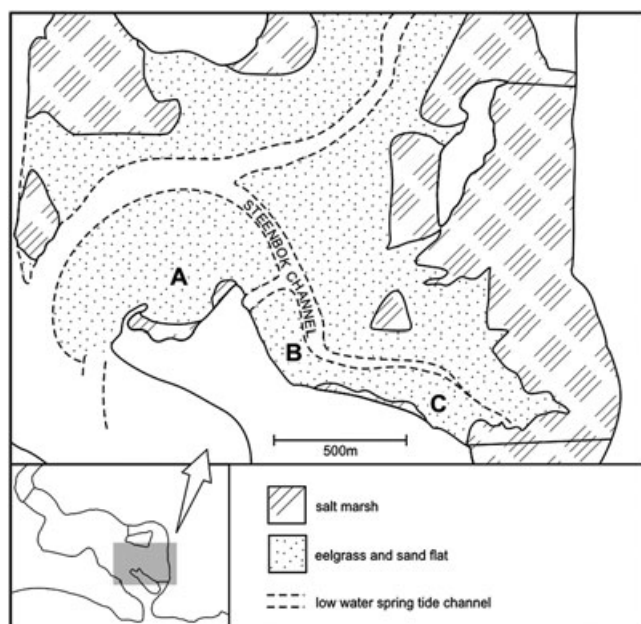 A
STEENBOK CHANNEL
B
C
500m
salt marsh
eelgrass and sand flat
low water spring tide channel